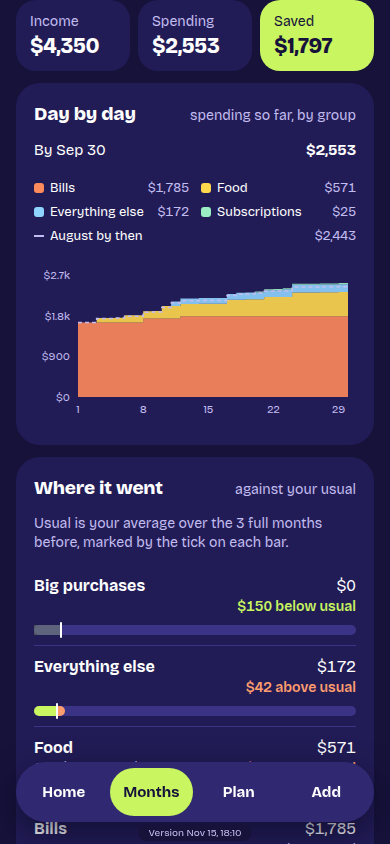 Income
$4,350
Spending
$2,553
Saved
$1,797
Day by day
spending so far, by group
By Sep 30
$2,553
Bills $1,785
Food $571
Everything else $172
Subscriptions $25
August by then $2,443
$2.7k
$1.8k
$900
$0
1 8 15 22 29
Where it went
against your usual
Usual is your average over the 3 full months
before, marked by the tick on each bar.
Big purchases $0
$150 below usual
Everything else $172
$42 above usual
Food $571
Home Months Plan Add
Bills $1,785
Version Nov 15, 18:10